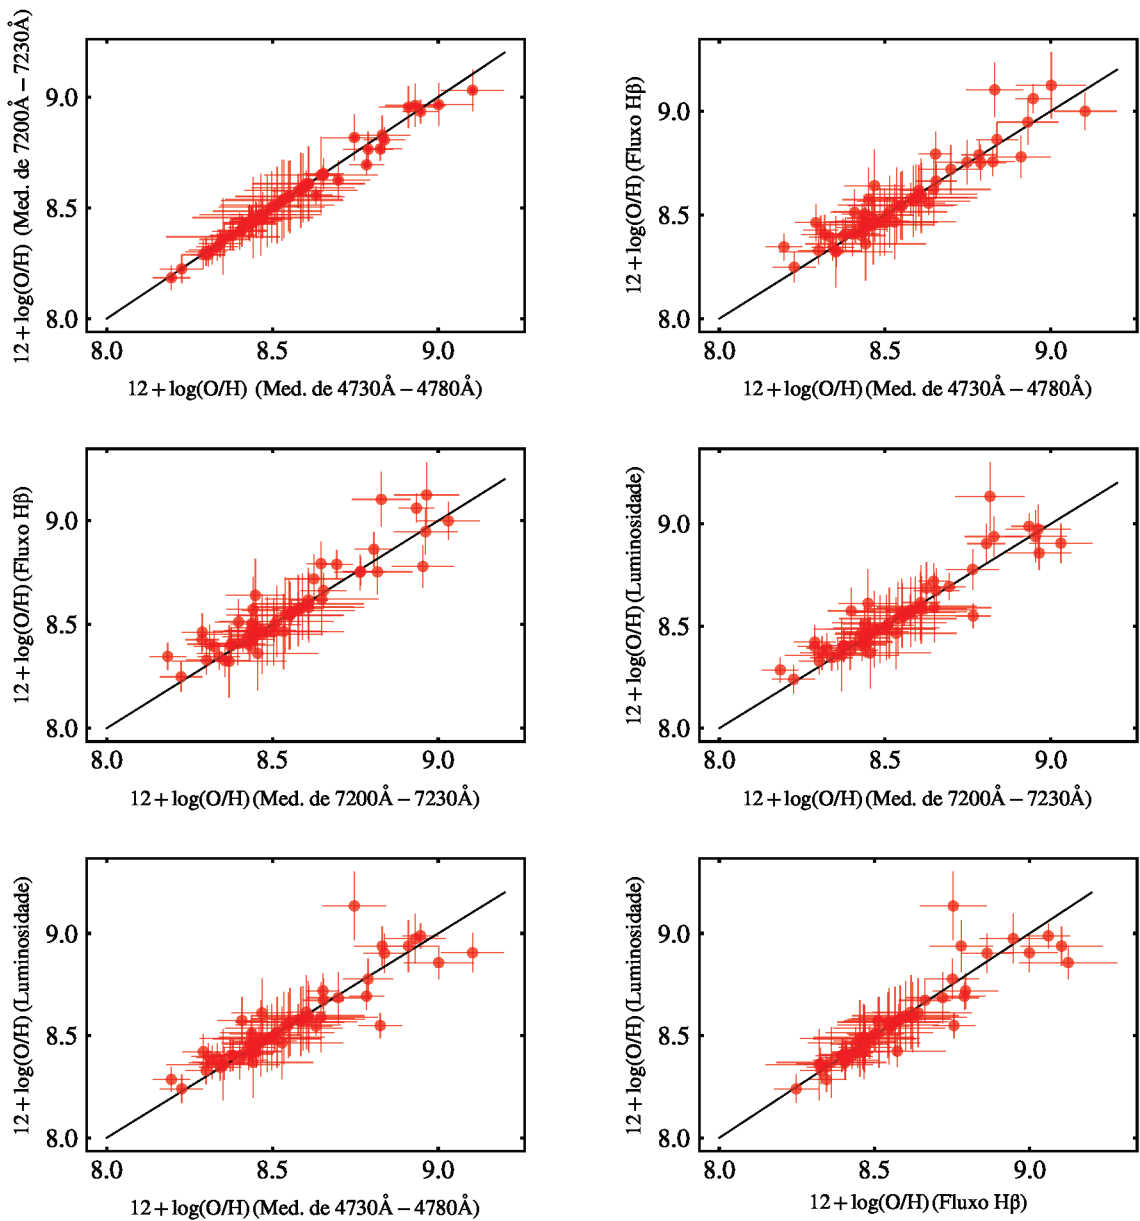 12+log(O/H) (Med. de 7200Å – 7230Å)
9.0
8.5
8.0
8.0 8.5 9.0
12+log(O/H) (Med. de 4730Å – 4780Å)
12+log(O/H) (Fluxo Hβ)
9.0
8.5
8.0
8.0 8.5 9.0
12+log(O/H) (Med. de 4730Å – 4780Å)
12+log(O/H) (Fluxo Hβ)
9.0
8.5
8.0
8.0 8.5 9.0
12+log(O/H) (Med. de 7200Å – 7230Å)
12+log(O/H) (Luminosidade)
9.0
8.5
8.0
8.0 8.5 9.0
12+log(O/H) (Med. de 7200Å – 7230Å)
12+log(O/H) (Luminosidade)
9.0
8.5
8.0
8.0 8.5 9.0
12+log(O/H) (Med. de 4730Å – 4780Å)
12+log(O/H) (Luminosidade)
9.0
8.5
8.0
8.0 8.5 9.0
12+log(O/H) (Fluxo Hβ)